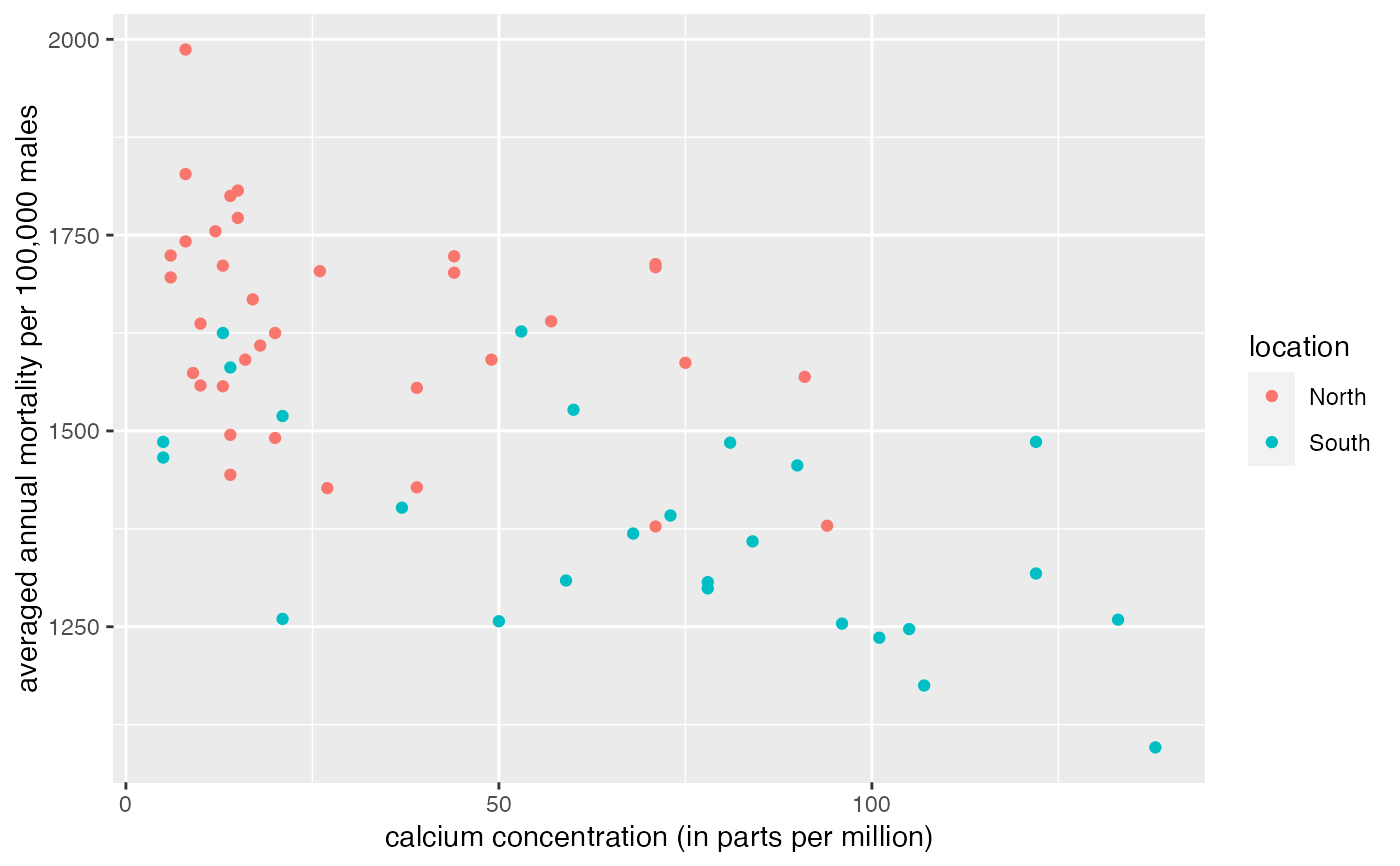 2000
1750
1500
1250
averaged annual mortality per 100,000 males
0
50
100
calcium concentration (in parts per million)
location
North
South